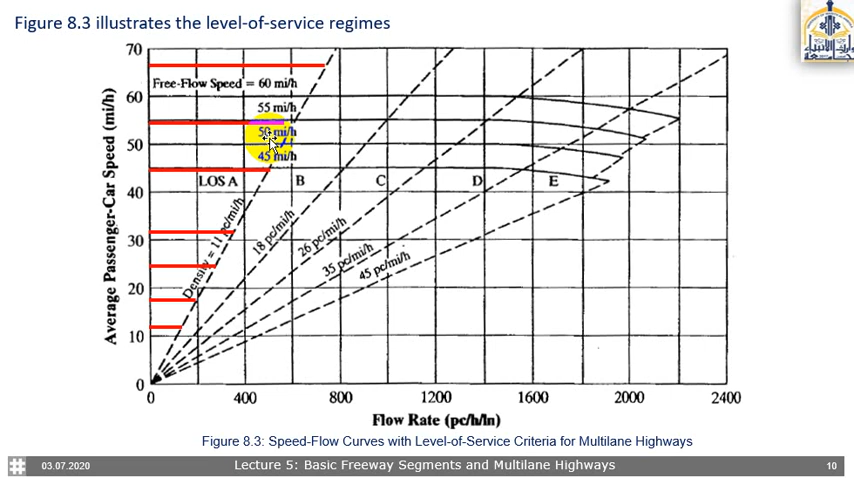 Figure 8.3 illustrates the level-of-service regimes
70
60
50
40
30
20
10
0
Average Passenger-Car Speed (mi/h)
Free-Flow Speed = 60 mi/h
55 mi/h
50 mi/h
45 mi/h
LOS A
B
C
D
E
Density = 11 pc/mi/h
18 pc/mi/h
26 pc/mi/h
35 pc/mi/h
45 pc/mi/h
0
400
800
1200
1600
2000
2400
Flow Rate (pc/h/ln)
Figure 8.3: Speed-Flow Curves with Level-of-Service Criteria for Multilane Highways
03.07.2020
Lecture 5: Basic Freeway Segments and Multilane Highways
10